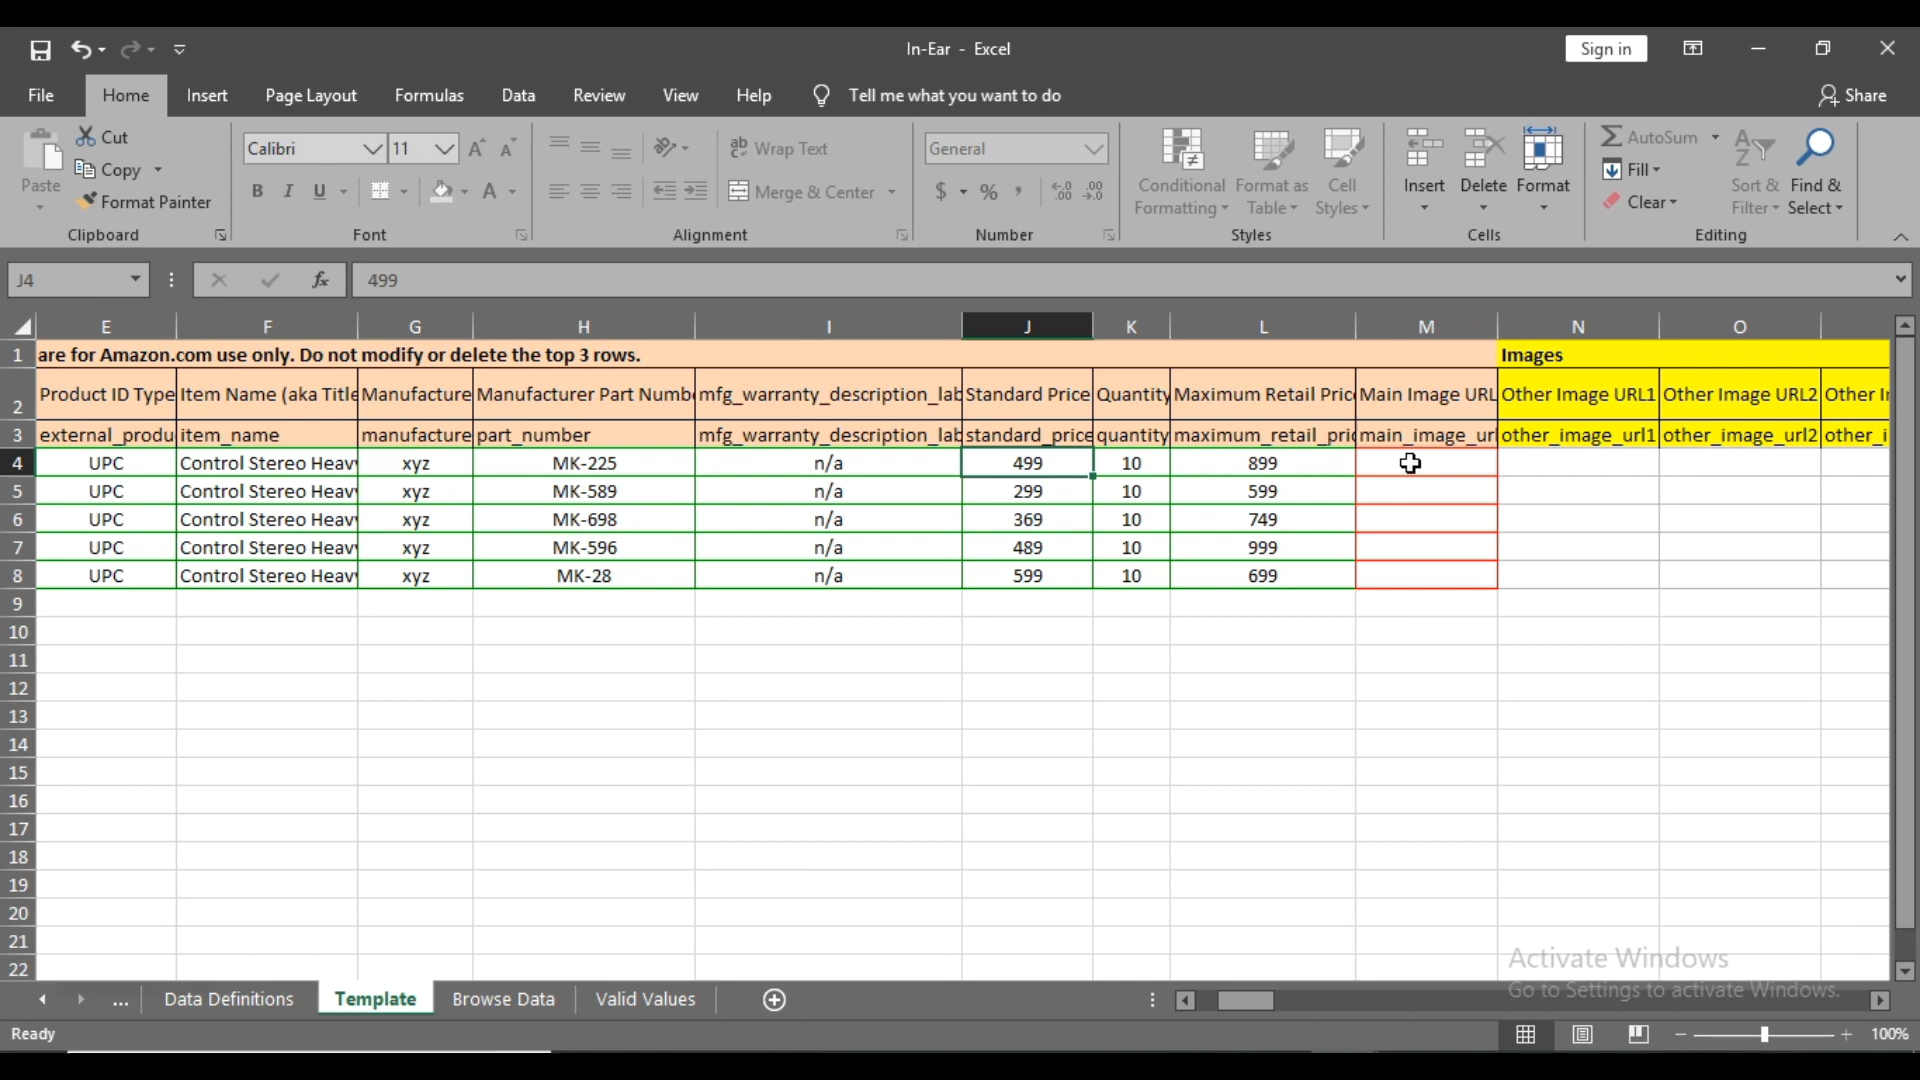 In-Ear - Excel
Sign in
File Home Insert Page Layout Formulas Data Review View Help Tell me what you want to do Share
Paste
Cut
Copy
Format Painter
Clipboard
Calibri 11
B I U A
Font
ab Wrap Text
Merge & Center
Alignment
General
$ % ,
Number
Conditional Formatting
Format as Table
Cell Styles
Styles
Insert Delete Format
Cells
AutoSum
Fill
Clear
Sort & Filter
Find & Select
Editing
J4 fx 499
E F G H I J K L M N O
1 are for Amazon.com use only. Do not modify or delete the top 3 rows. Images
2 Product ID Type Item Name (aka Title Manufacture Manufacturer Part Numb mfg_warranty_description_lab Standard Price Quantity Maximum Retail Pric Main Image URL Other Image URL1 Other Image URL2 Other I
3 external_produ item_name manufacture part_number mfg_warranty_description_lab standard_price quantity maximum_retail_pri main_image_url other_image_url1 other_image_url2 other_i
4 UPC Control Stereo Heav xyz MK-225 n/a 499 10 899
5 UPC Control Stereo Heav xyz MK-589 n/a 299 10 599
6 UPC Control Stereo Heav xyz MK-698 n/a 369 10 749
7 UPC Control Stereo Heav xyz MK-596 n/a 489 10 999
8 UPC Control Stereo Heav xyz MK-28 n/a 599 10 699
9
10
11
12
13
14
15
16
17
18
19
20
21
22
Activate Windows
Go to Settings to activate Windows.
... Data Definitions Template Browse Data Valid Values
Ready 100%